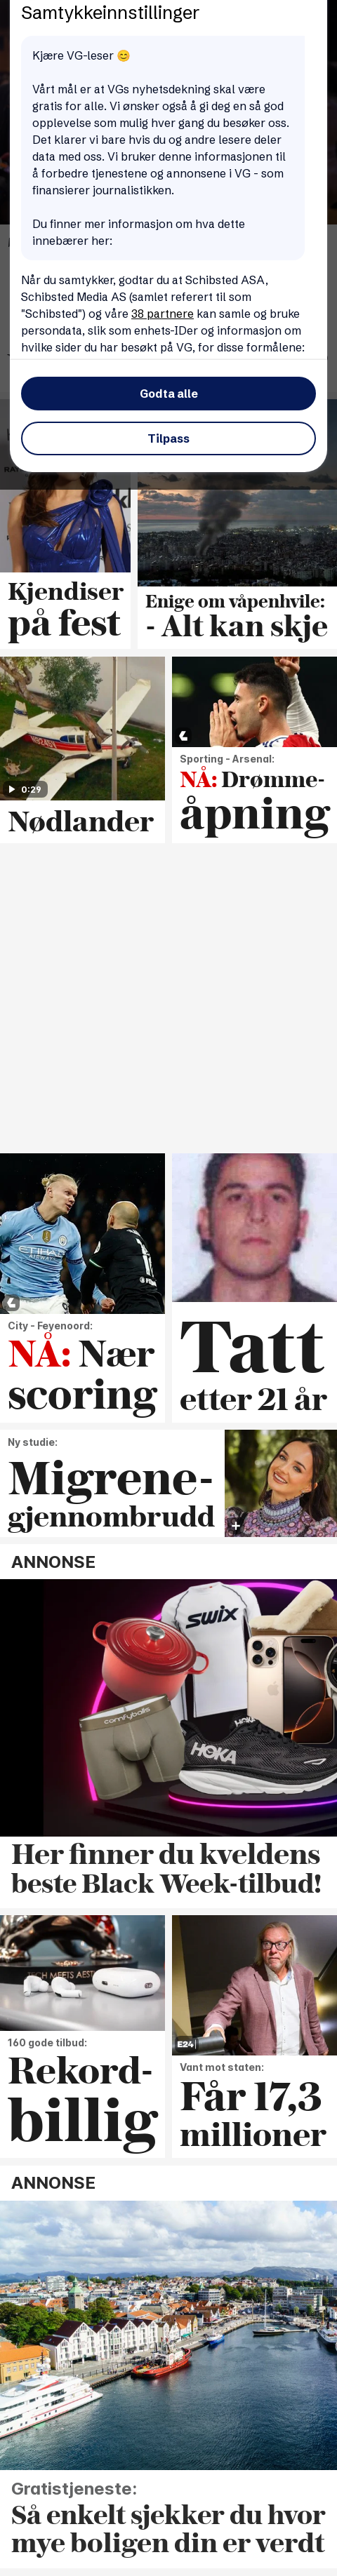 Samtykkeinnstillinger
Kjære VG-leser 😊
Vårt mål er at VGs nyhetsdekning skal være
gratis for alle. Vi ønsker også å gi deg en så god
opplevelse som mulig hver gang du besøker oss.
Det klarer vi bare hvis du og andre lesere deler
data med oss. Vi bruker denne informasjonen til
å forbedre tjenestene og annonsene i VG - som
finansierer journalistikken.
Du finner mer informasjon om hva dette
innebærer her:
Når du samtykker, godtar du at Schibsted ASA,
Schibsted Media AS (samlet referert til som
"Schibsted") og våre 38 partnere kan samle og bruke
persondata, slik som enhets-IDer og informasjon om
hvilke sider du har besøkt på VG, for disse formålene:
Godta alle
Tilpass
Kjendiser
på fest
Enige om våpenhvile:
- Alt kan skje
0:29
Nødlander
Sporting - Arsenal:
NÅ: Drømme-
åpning
City - Feyenoord:
NÅ: Nær
scoring
Tatt
etter 21 år
Ny studie:
Migrene-
gjennombrudd
+
ANNONSE
SWIX
comfyballs
HOKA
Her finner du kveldens
beste Black Week-tilbud!
TECH MEETS AEST
160 gode tilbud:
Rekord-
billig
E24
Vant mot staten:
Får 17,3
millioner
ANNONSE
Gratistjeneste:
Så enkelt sjekker du hvor
mye boligen din er verdt